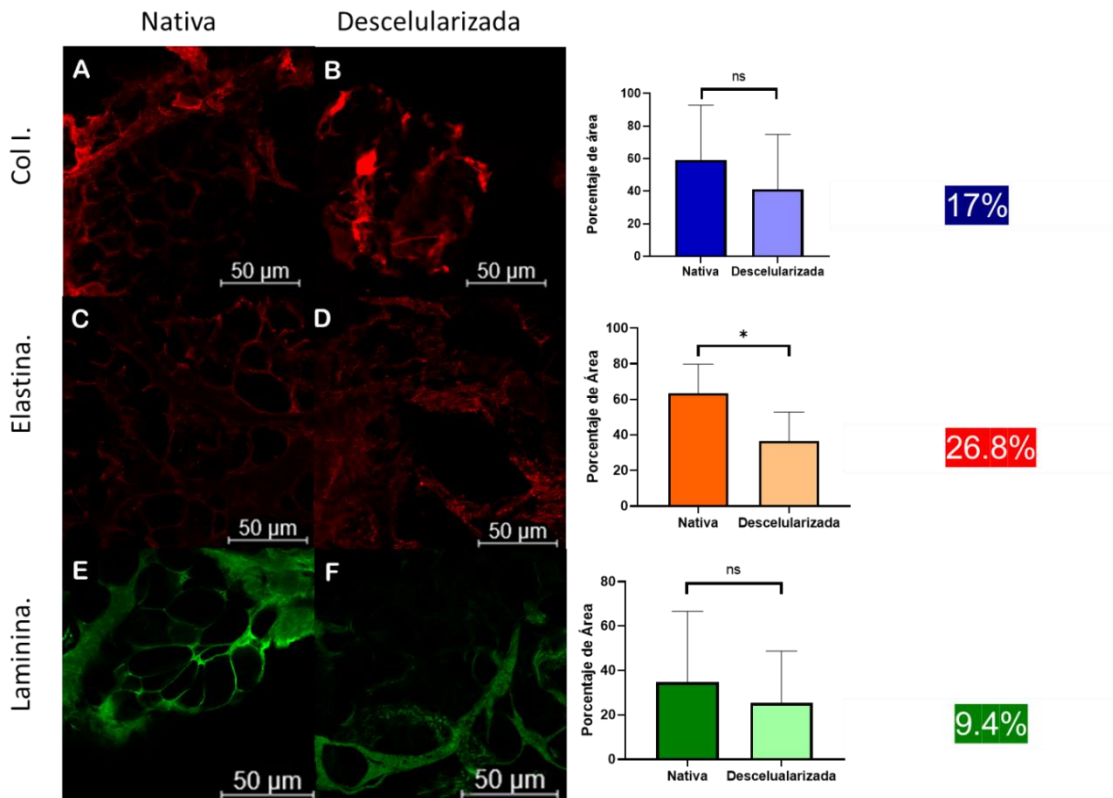 Nativa
Descelularizada
Col I.
A
B
50 µm
50 µm
ns
Porcentaje de área
100
80
60
40
20
0
Nativa
Descelularizada
17%
Elastina.
C
D
50 µm
50 µm
*
Porcentaje de Área
100
80
60
40
20
0
Nativa
Descelularizada
26.8%
Laminina.
E
F
50 µm
50 µm
ns
Porcentaje de Área
80
60
40
20
0
Nativa
Descelualarizada
9.4%